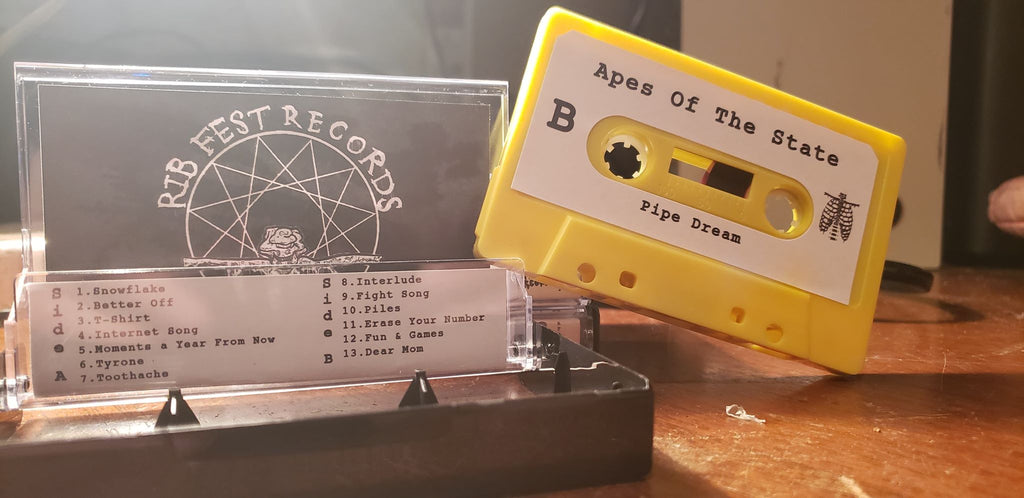 RIB FEST RECORDS
Side A
1.Snowflake
2.Better Off
3.T-Shirt
4.Internet Song
5.Moments a Year From Now
6.Tyrone
7.Toothache
Side B
8.Interlude
9.Fight Song
10.Piles
11.Erase Your Number
12.Fun & Games
13.Dear Mom
Apes Of The State
B
Pipe Dream